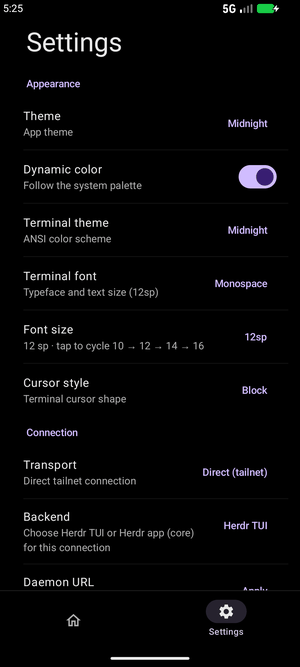 5:25
5G
Settings
Appearance
Theme
App theme
Midnight
Dynamic color
Follow the system palette
Terminal theme
ANSI color scheme
Midnight
Terminal font
Typeface and text size (12sp)
Monospace
Font size
12 sp · tap to cycle 10 → 12 → 14 → 16
12sp
Cursor style
Terminal cursor shape
Block
Connection
Transport
Direct tailnet connection
Direct (tailnet)
Backend
Choose Herdr TUI or Herdr app (core)
for this connection
Herdr TUI
Daemon URL
Apply
Settings